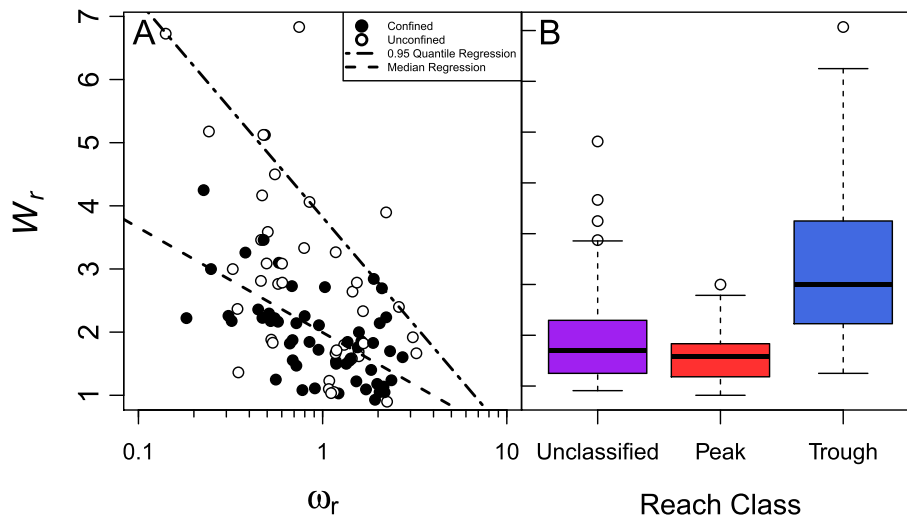 A
B
Confined
Unconfined
0.95 Quantile Regression
Median Regression
7
6
5
4
3
2
1
W_r
0.1 1 10
ω_r
Unclassified Peak Trough
Reach Class